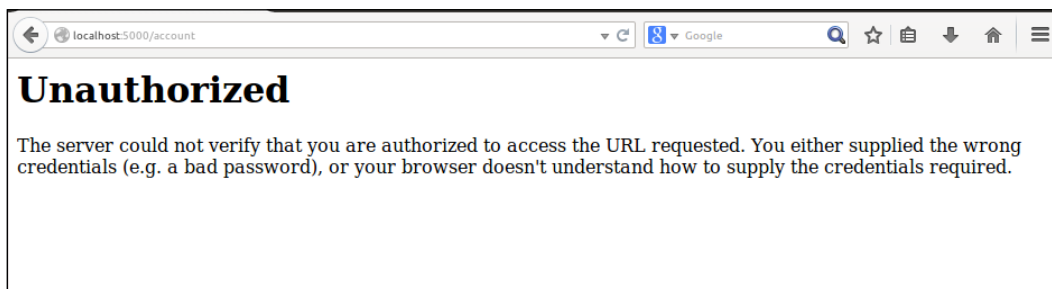 localhost:5000/account
Google
Unauthorized
The server could not verify that you are authorized to access the URL requested. You either supplied the wrong
credentials (e.g. a bad password), or your browser doesn't understand how to supply the credentials required.